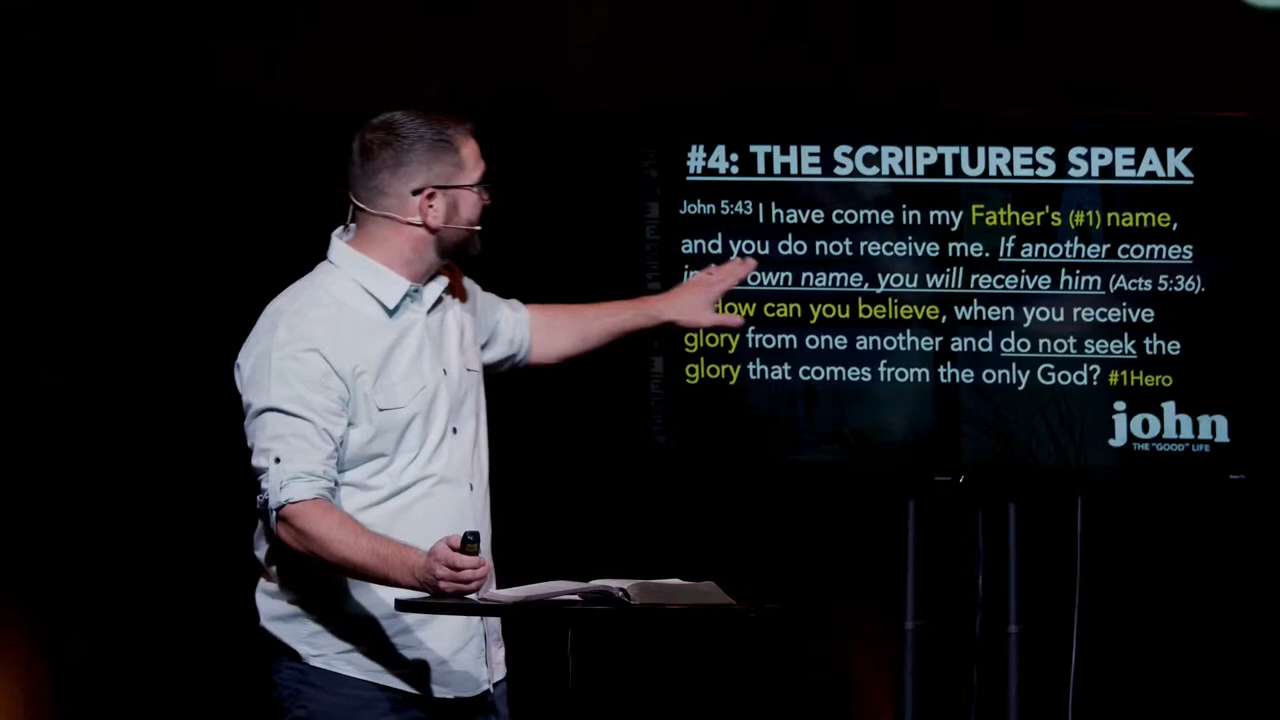 #4: THE SCRIPTURES SPEAK
John 5:43 I have come in my Father's (#1) name,
and you do not receive me. If another comes
own name, you will receive him (Acts 5:36).
How can you believe, when you receive
glory from one another and do not seek the
glory that comes from the only God? #1Hero
john
THE "GOOD" LIFE